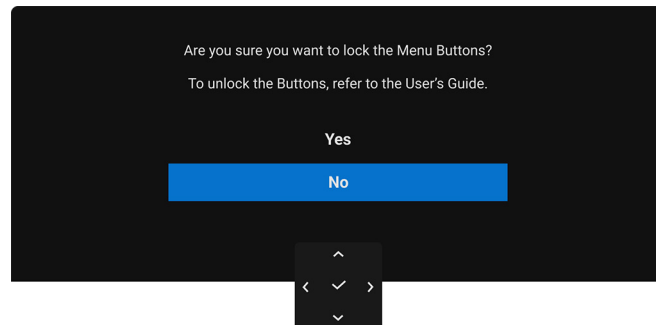 Are you sure you want to lock the Menu Buttons?
To unlock the Buttons, refer to the User’s Guide.
Yes
No